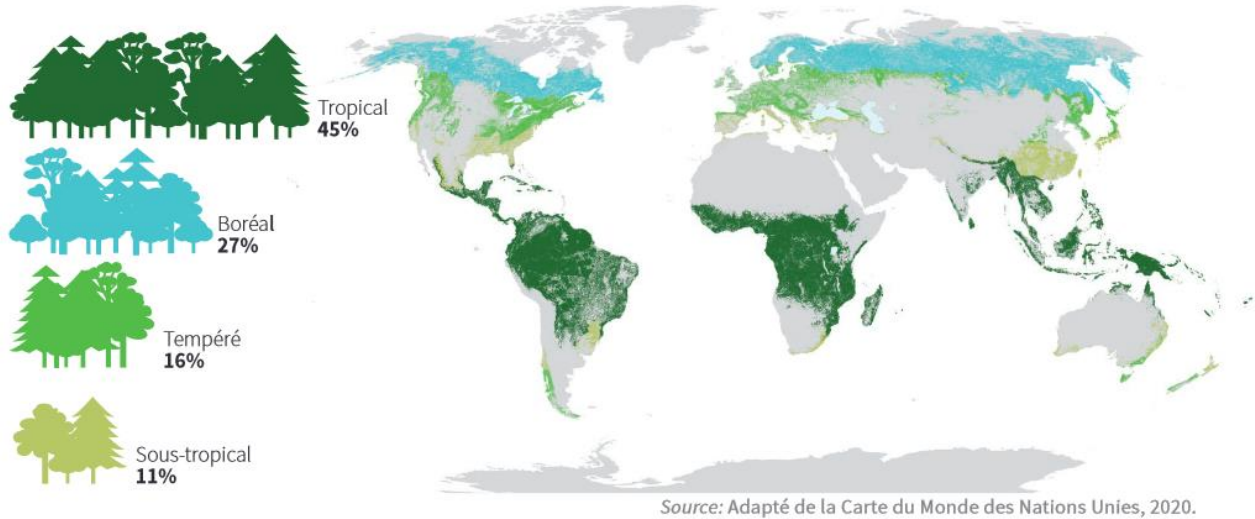 Tropical
45%
Boréal
27%
Tempéré
16%
Sous-tropical
11%
Source: Adapté de la Carte du Monde des Nations Unies, 2020.